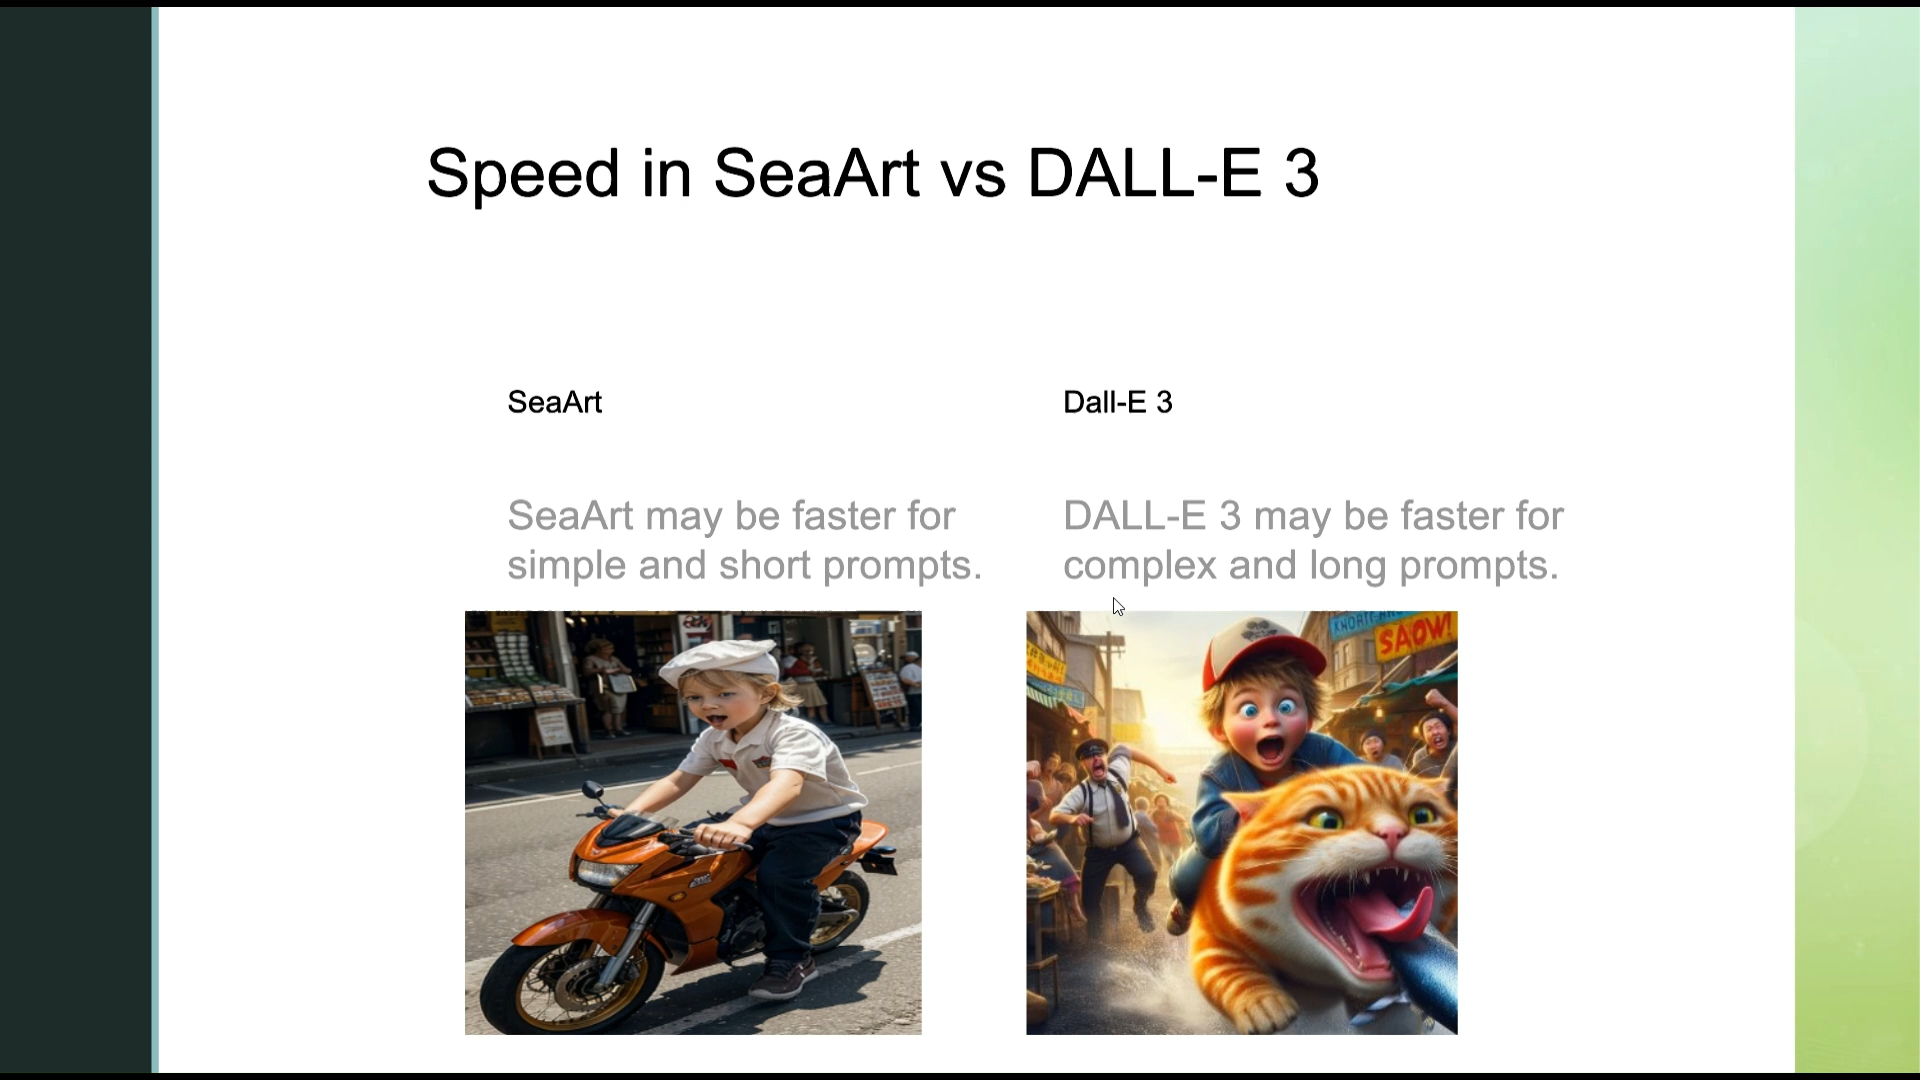 Speed in SeaArt vs DALL-E 3
SeaArt
SeaArt may be faster for
simple and short prompts.
Dall-E 3
DALL-E 3 may be faster for
complex and long prompts.
SAOW!